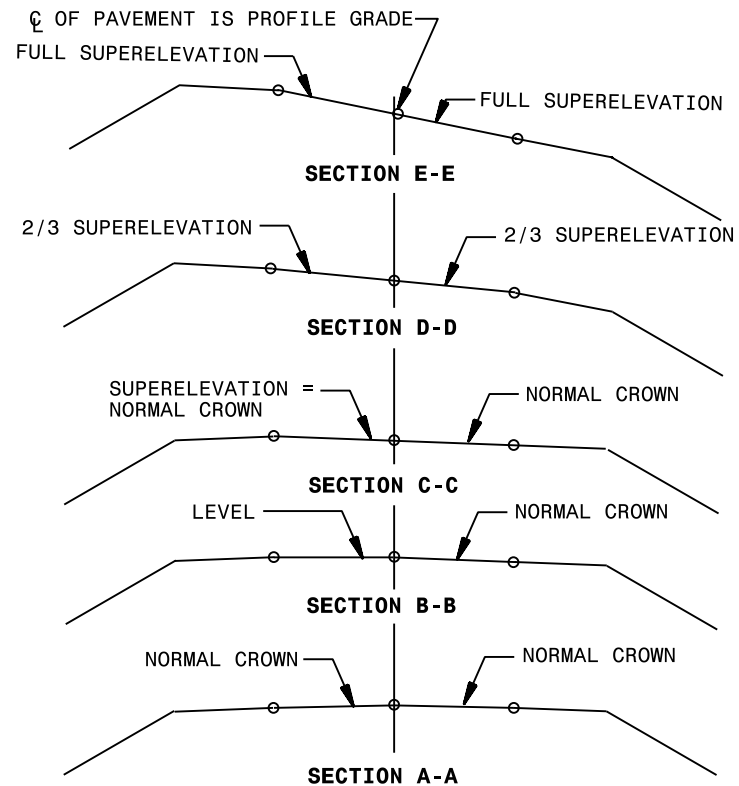 ℄ OF PAVEMENT IS PROFILE GRADE
FULL SUPERELEVATION
FULL SUPERELEVATION
SECTION E-E
2/3 SUPERELEVATION
2/3 SUPERELEVATION
SECTION D-D
SUPERELEVATION =
NORMAL CROWN
NORMAL CROWN
SECTION C-C
LEVEL
NORMAL CROWN
SECTION B-B
NORMAL CROWN
NORMAL CROWN
SECTION A-A